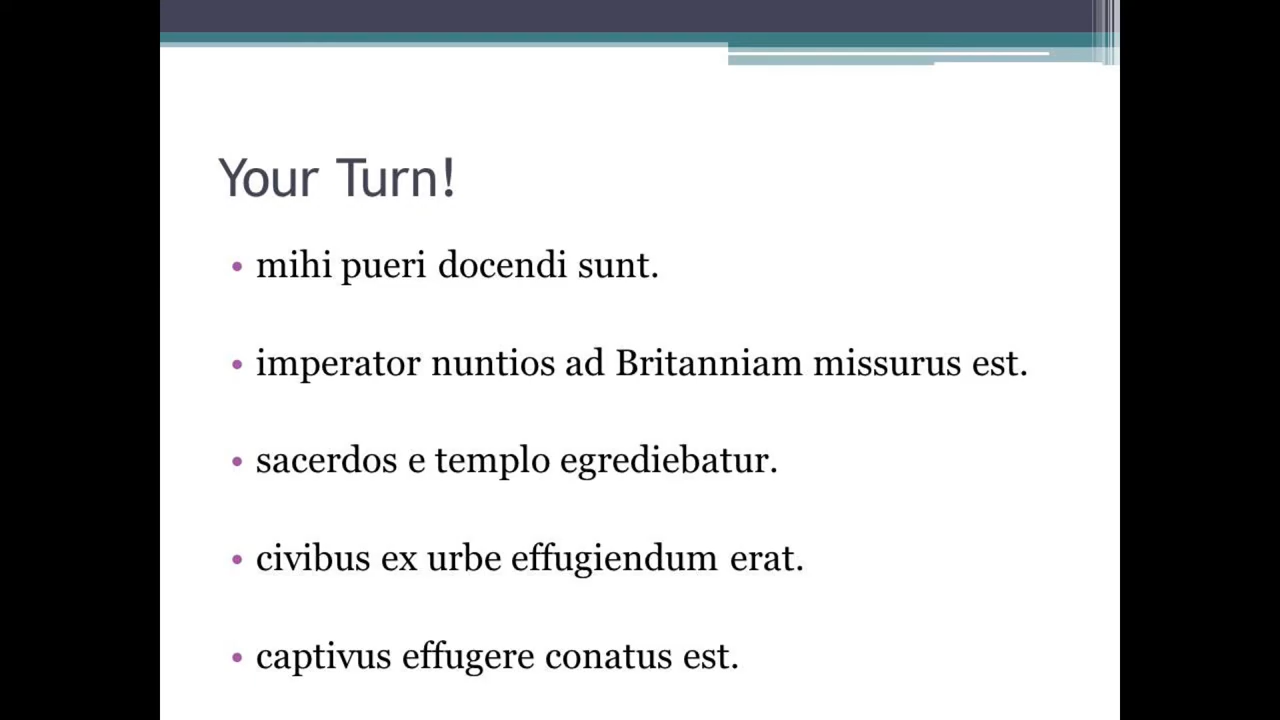 Your Turn!
• mihi pueri docendi sunt.
• imperator nuntios ad Britanniam missurus est.
• sacerdos e templo egrediebatur.
• civibus ex urbe effugiendum erat.
• captivus effugere conatus est.